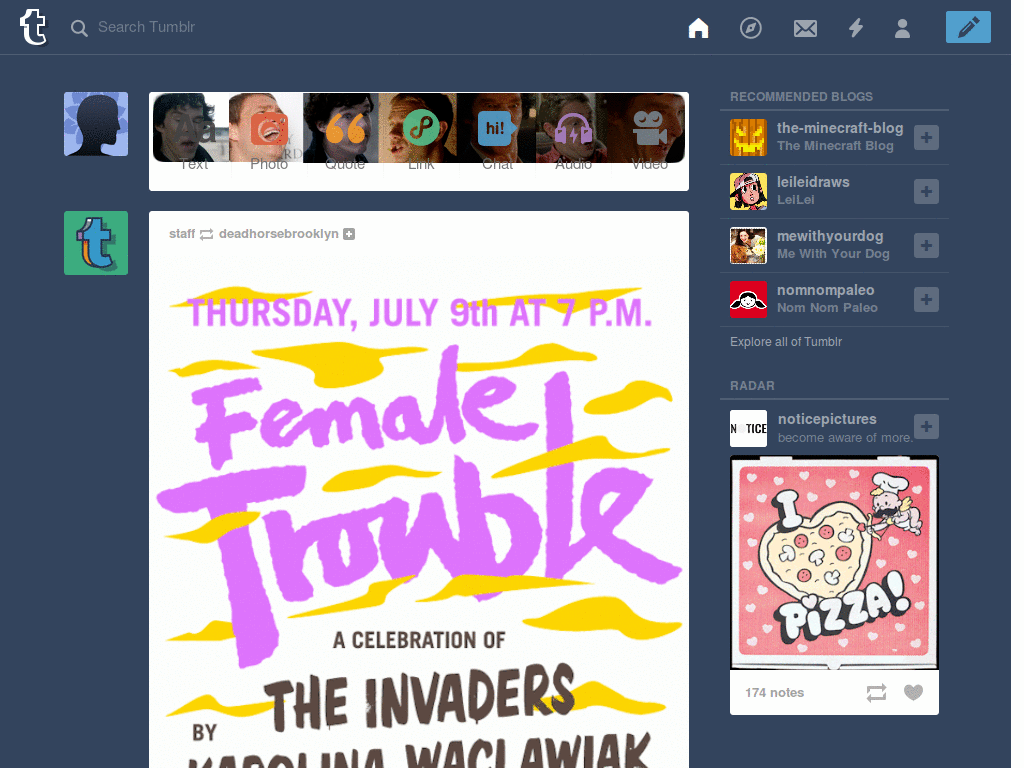 Search Tumblr
Text
Photo
Quote
Link
hi!
Chat
Audio
Video
staff deadhorsebrooklyn
THURSDAY, JULY 9th AT 7 P.M.
Female
Trouble
A CELEBRATION OF
THE INVADERS
BY
KAROLINA WACLAWIAK
RECOMMENDED BLOGS
the-minecraft-blog
The Minecraft Blog
leileidraws
LeiLei
mewithyourdog
Me With Your Dog
nomnompaleo
Nom Nom Paleo
Explore all of Tumblr
RADAR
noticepictures
become aware of more.
I
PIZZA!
174 notes